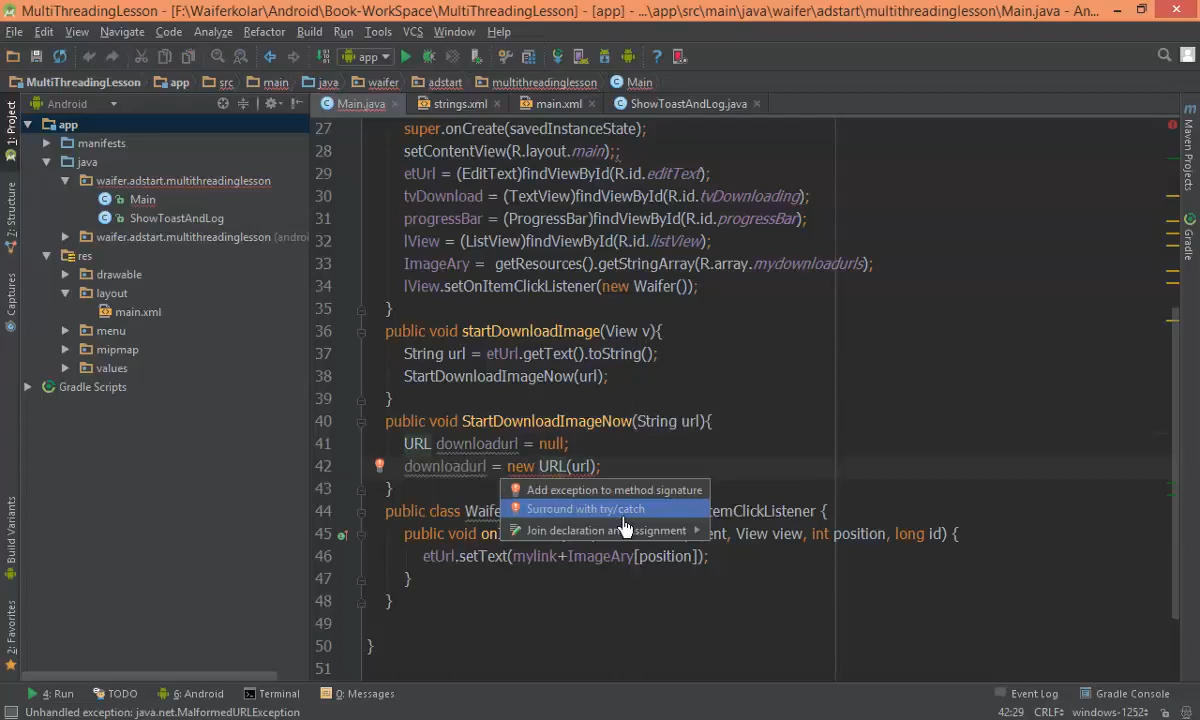 MultiThreadingLesson - [F:\Waiferkolar\Android\Book-WorkSpace\MultiThreadingLesson] - [app] - ...\app\src\main\java\waifer\adstart\multithreadinglesson\Main.java - An...
File Edit View Navigate Code Analyze Refactor Build Run Tools VCS Window Help
app
MultiThreadingLesson app src main java waifer adstart multithreadinglesson Main
Android Main.java strings.xml main.xml ShowToastAndLog.java
1: Project
7: Structure
Captures
Build Variants
2: Favorites
app
manifests
java
waifer.adstart.multithreadinglesson
Main
ShowToastAndLog
waifer.adstart.multithreadinglesson (andro
res
drawable
layout
main.xml
menu
mipmap
values
Gradle Scripts
27 super.onCreate(savedInstanceState);
28 setContentView(R.layout.main);;
29 etUrl = (EditText)findViewById(R.id.editText);
30 tvDownload = (TextView)findViewById(R.id.tvDownloading);
31 progressBar = (ProgressBar)findViewById(R.id.progressBar);
32 lView = (ListView)findViewById(R.id.listView);
33 ImageAry = getResources().getStringArray(R.array.mydownloadurls);
34 lView.setOnItemClickListener(new Waifer());
35 }
36 public void startDownloadImage(View v){
37 String url = etUrl.getText().toString();
38 StartDownloadImageNow(url);
39 }
40 public void StartDownloadImageNow(String url){
41 URL downloadurl = null;
42 downloadurl = new URL(url);
43 }
Add exception to method signature
Surround with try/catch
Join declaration and assignment
44 public class Waife temClickListener {
45 public void on t, View view, int position, long id) {
46 etUrl.setText(mylink+ImageAry[position]);
47 }
48 }
49
50 }
51
Maven Projects
Gradle
4: Run TODO 6: Android Terminal 0: Messages Event Log Gradle Console
Unhandled exception: java.net.MalformedURLException 42:29 CRLF: windows-1252: